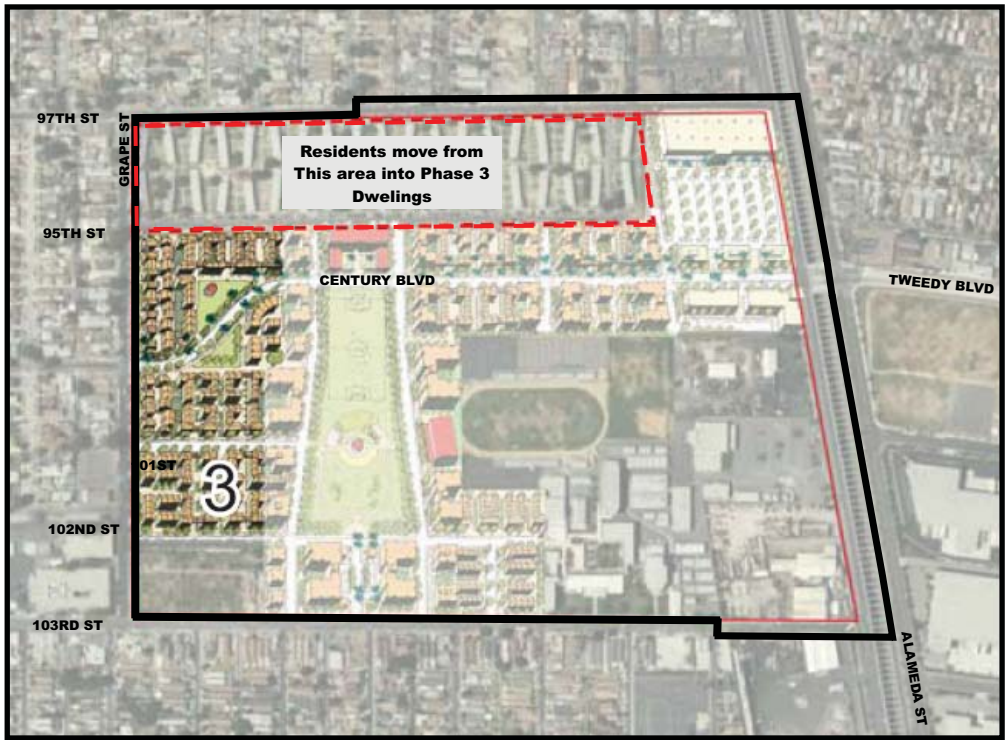 97TH ST
GRAPE ST
Residents move from
This area into Phase 3
Dwelings
95TH ST
CENTURY BLVD
TWEEDY BLVD
01ST
3
102ND ST
103RD ST
ALAMEDA ST